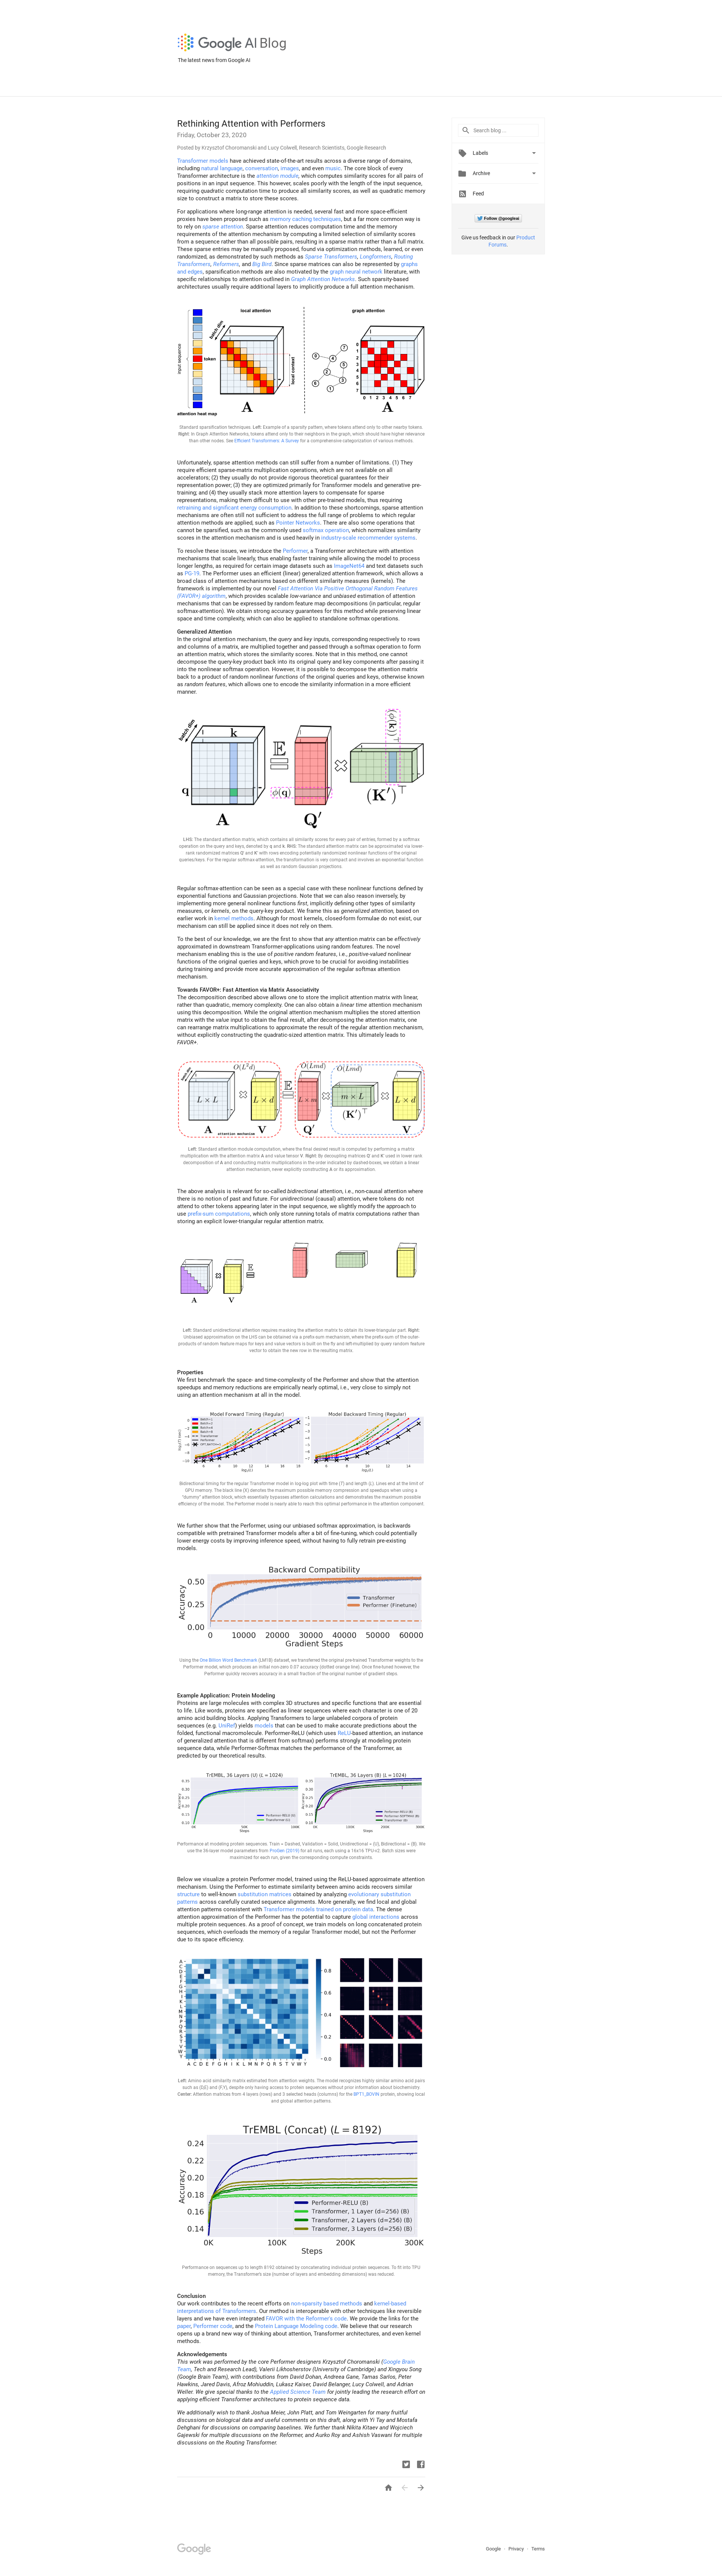 Google AI Blog
The latest news from Google AI
Rethinking Attention with Performers
Friday, October 23, 2020
Posted by Krzysztof Choromanski and Lucy Colwell, Research Scientists, Google Research
Transformer models have achieved state-of-the-art results across a diverse range of domains,
including natural language, conversation, images, and even music. The core block of every
Transformer architecture is the attention module, which computes similarity scores for all pairs of
positions in an input sequence. This however, scales poorly with the length of the input sequence,
requiring quadratic computation time to produce all similarity scores, as well as quadratic memory
size to construct a matrix to store these scores.
For applications where long-range attention is needed, several fast and more space-efficient
proxies have been proposed such as memory caching techniques, but a far more common way is
to rely on sparse attention. Sparse attention reduces computation time and the memory
requirements of the attention mechanism by computing a limited selection of similarity scores
from a sequence rather than all possible pairs, resulting in a sparse matrix rather than a full matrix.
These sparse entries may be manually proposed, found via optimization methods, learned, or even
randomized, as demonstrated by such methods as Sparse Transformers, Longformers, Routing
Transformers, Reformers, and Big Bird. Since sparse matrices can also be represented by graphs
and edges, sparsification methods are also motivated by the graph neural network literature, with
specific relationships to attention outlined in Graph Attention Networks. Such sparsity-based
architectures usually require additional layers to implicitly produce a full attention mechanism.
local attention
graph attention
batch dim
input sequence
token
local context
A
A
attention heat map
Standard sparsification techniques. Left: Example of a sparsity pattern, where tokens attend only to other nearby tokens.
Right: In Graph Attention Networks, tokens attend only to their neighbors in the graph, which should have higher relevance
than other nodes. See Efficient Transformers: A Survey for a comprehensive categorization of various methods.
Unfortunately, sparse attention methods can still suffer from a number of limitations. (1) They
require efficient sparse-matrix multiplication operations, which are not available on all
accelerators; (2) they usually do not provide rigorous theoretical guarantees for their
representation power; (3) they are optimized primarily for Transformer models and generative pre-
training; and (4) they usually stack more attention layers to compensate for sparse
representations, making them difficult to use with other pre-trained models, thus requiring
retraining and significant energy consumption. In addition to these shortcomings, sparse attention
mechanisms are often still not sufficient to address the full range of problems to which regular
attention methods are applied, such as Pointer Networks. There are also some operations that
cannot be sparsified, such as the commonly used softmax operation, which normalizes similarity
scores in the attention mechanism and is used heavily in industry-scale recommender systems.
To resolve these issues, we introduce the Performer, a Transformer architecture with attention
mechanisms that scale linearly, thus enabling faster training while allowing the model to process
longer lengths, as required for certain image datasets such as ImageNet64 and text datasets such
as PG-19. The Performer uses an efficient (linear) generalized attention framework, which allows a
broad class of attention mechanisms based on different similarity measures (kernels). The
framework is implemented by our novel Fast Attention Via Positive Orthogonal Random Features
(FAVOR+) algorithm, which provides scalable low-variance and unbiased estimation of attention
mechanisms that can be expressed by random feature map decompositions (in particular, regular
softmax-attention). We obtain strong accuracy guarantees for this method while preserving linear
space and time complexity, which can also be applied to standalone softmax operations.
Generalized Attention
In the original attention mechanism, the query and key inputs, corresponding respectively to rows
and columns of a matrix, are multiplied together and passed through a softmax operation to form
an attention matrix, which stores the similarity scores. Note that in this method, one cannot
decompose the query-key product back into its original query and key components after passing it
into the nonlinear softmax operation. However, it is possible to decompose the attention matrix
back to a product of random nonlinear functions of the original queries and keys, otherwise known
as random features, which allows one to encode the similarity information in a more efficient
manner.
LHS: The standard attention matrix, which contains all similarity scores for every pair of entries, formed by a softmax
operation on the query and keys, denoted by q and k. RHS: The standard attention matrix can be approximated via lower-
rank randomized matrices Q′ and K′ with rows encoding potentially randomized nonlinear functions of the original
queries/keys. For the regular softmax-attention, the transformation is very compact and involves an exponential function
as well as random Gaussian projections.
Regular softmax-attention can be seen as a special case with these nonlinear functions defined by
exponential functions and Gaussian projections. Note that we can also reason inversely, by
implementing more general nonlinear functions first, implicitly defining other types of similarity
measures, or kernels, on the query-key product. We frame this as generalized attention, based on
earlier work in kernel methods. Although for most kernels, closed-form formulae do not exist, our
mechanism can still be applied since it does not rely on them.
To the best of our knowledge, we are the first to show that any attention matrix can be effectively
approximated in downstream Transformer-applications using random features. The novel
mechanism enabling this is the use of positive random features, i.e., positive-valued nonlinear
functions of the original queries and keys, which prove to be crucial for avoiding instabilities
during training and provide more accurate approximation of the regular softmax attention
mechanism.
Towards FAVOR+: Fast Attention via Matrix Associativity
The decomposition described above allows one to store the implicit attention matrix with linear,
rather than quadratic, memory complexity. One can also obtain a linear time attention mechanism
using this decomposition. While the original attention mechanism multiplies the stored attention
matrix with the value input to obtain the final result, after decomposing the attention matrix, one
can rearrange matrix multiplications to approximate the result of the regular attention mechanism,
without explicitly constructing the quadratic-sized attention matrix. This ultimately leads to
FAVOR+.
Left: Standard attention module computation, where the final desired result is computed by performing a matrix
multiplication with the attention matrix A and value tensor V. Right: By decoupling matrices Q′ and K′ used in lower rank
decomposition of A and conducting matrix multiplications in the order indicated by dashed-boxes, we obtain a linear
attention mechanism, never explicitly constructing A or its approximation.
The above analysis is relevant for so-called bidirectional attention, i.e., non-causal attention where
there is no notion of past and future. For unidirectional (causal) attention, where tokens do not
attend to other tokens appearing later in the input sequence, we slightly modify the approach to
use prefix-sum computations, which only store running totals of matrix computations rather than
storing an explicit lower-triangular regular attention matrix.
A V
Left: Standard unidirectional attention requires masking the attention matrix to obtain its lower-triangular part. Right:
Unbiased approximation on the LHS can be obtained via a prefix-sum mechanism, where the prefix-sum of the outer-
products of random feature maps for keys and value vectors is built on the fly and left-multiplied by query random feature
vector to obtain the new row in the resulting matrix.
Properties
We first benchmark the space- and time-complexity of the Performer and show that the attention
speedups and memory reductions are empirically nearly optimal, i.e., very close to simply not
using an attention mechanism at all in the model.
Model Forward Timing (Regular)
Model Backward Timing (Regular)
Bidirectional timing for the regular Transformer model in log-log plot with time (T) and length (L). Lines end at the limit of
GPU memory. The black line (X) denotes the maximum possible memory compression and speedups when using a
"dummy" attention block, which essentially bypasses attention calculations and demonstrates the maximum possible
efficiency of the model. The Performer model is nearly able to reach this optimal performance in the attention component.
We further show that the Performer, using our unbiased softmax approximation, is backwards
compatible with pretrained Transformer models after a bit of fine-tuning, which could potentially
lower energy costs by improving inference speed, without having to fully retrain pre-existing
models.
Backward Compatibility
Accuracy
0.50
0.25
0.00
Transformer
Performer (Finetune)
0 10000 20000 30000 40000 50000 60000
Gradient Steps
Using the One Billion Word Benchmark (LM1B) dataset, we transferred the original pre-trained Transformer weights to the
Performer model, which produces an initial non-zero 0.07 accuracy (dotted orange line). Once fine-tuned however, the
Performer quickly recovers accuracy in a small fraction of the original number of gradient steps.
Example Application: Protein Modeling
Proteins are large molecules with complex 3D structures and specific functions that are essential
to life. Like words, proteins are specified as linear sequences where each character is one of 20
amino acid building blocks. Applying Transformers to large unlabeled corpora of protein
sequences (e.g. UniRef) yields models that can be used to make accurate predictions about the
folded, functional macromolecule. Performer-ReLU (which uses ReLU-based attention, an instance
of generalized attention that is different from softmax) performs strongly at modeling protein
sequence data, while Performer-Softmax matches the performance of the Transformer, as
predicted by our theoretical results.
TrEMBL, 36 Layers (U) (L = 1024)
TrEMBL, 36 Layers (B) (L = 1024)
Performance at modeling protein sequences. Train = Dashed, Validation = Solid, Unidirectional = (U), Bidirectional = (B). We
use the 36-layer model parameters from ProGen (2019) for all runs, each using a 16x16 TPU-v2. Batch sizes were
maximized for each run, given the corresponding compute constraints.
Below we visualize a protein Performer model, trained using the ReLU-based approximate attention
mechanism. Using the Performer to estimate similarity between amino acids recovers similar
structure to well-known substitution matrices obtained by analyzing evolutionary substitution
patterns across carefully curated sequence alignments. More generally, we find local and global
attention patterns consistent with Transformer models trained on protein data. The dense
attention approximation of the Performer has the potential to capture global interactions across
multiple protein sequences. As a proof of concept, we train models on long concatenated protein
sequences, which overloads the memory of a regular Transformer model, but not the Performer
due to its space efficiency.
A C D E F G H I K L M N P Q R S T V W Y
0.8
0.6
0.4
0.2
0.0
Left: Amino acid similarity matrix estimated from attention weights. The model recognizes highly similar amino acid pairs
such as (D,E) and (F,Y), despite only having access to protein sequences without prior information about biochemistry.
Center: Attention matrices from 4 layers (rows) and 3 selected heads (columns) for the BPT1_BOVIN protein, showing local
and global attention patterns.
TrEMBL (Concat) (L = 8192)
Accuracy
0.24
0.22
0.20
0.18
0.16
0.14
Performer-RELU (B)
Transformer, 1 Layer (d=256) (B)
Transformer, 2 Layers (d=256) (B)
Transformer, 3 Layers (d=256) (B)
0K 100K 200K 300K
Steps
Performance on sequences up to length 8192 obtained by concatenating individual protein sequences. To fit into TPU
memory, the Transformer's size (number of layers and embedding dimensions) was reduced.
Conclusion
Our work contributes to the recent efforts on non-sparsity based methods and kernel-based
interpretations of Transformers. Our method is interoperable with other techniques like reversible
layers and we have even integrated FAVOR with the Reformer's code. We provide the links for the
paper, Performer code, and the Protein Language Modeling code. We believe that our research
opens up a brand new way of thinking about attention, Transformer architectures, and even kernel
methods.
Acknowledgements
This work was performed by the core Performer designers Krzysztof Choromanski (Google Brain
Team, Tech and Research Lead), Valerii Likhosherstov (University of Cambridge) and Xingyou Song
(Google Brain Team), with contributions from David Dohan, Andreea Gane, Tamas Sarlos, Peter
Hawkins, Jared Davis, Afroz Mohiuddin, Lukasz Kaiser, David Belanger, Lucy Colwell, and Adrian
Weller. We give special thanks to the Applied Science Team for jointly leading the research effort on
applying efficient Transformer architectures to protein sequence data.
We additionally wish to thank Joshua Meier, John Platt, and Tom Weingarten for many fruitful
discussions on biological data and useful comments on this draft, along with Yi Tay and Mostafa
Dehghani for discussions on comparing baselines. We further thank Nikita Kitaev and Wojciech
Gajewski for multiple discussions on the Reformer, and Aurko Roy and Ashish Vaswani for multiple
discussions on the Routing Transformer.
Search blog ...
Labels
Archive
Feed
Follow @googleai
Give us feedback in our Product
Forums.
Google
Google · Privacy · Terms